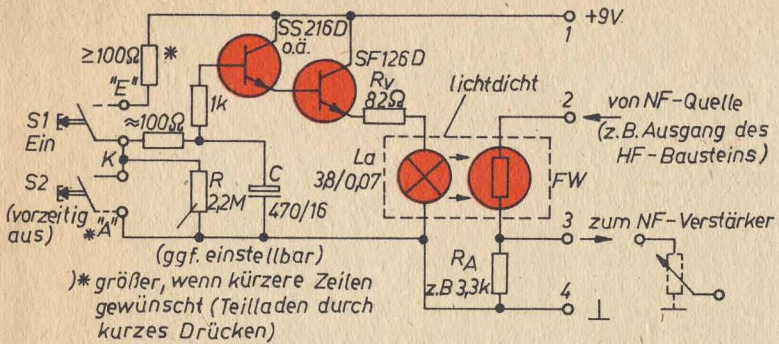 SS 216D
o.ä.
SF 126 D
+9V
1
≥100Ω
*
"E"
1k
Rv
82Ω
lichtdicht
2
von NF-Quelle
(z.B. Ausgang des
HF-Bausteins)
S1
Ein
≈100Ω
K
La
3,8/0,07
FW
S2
(vorzeitig
aus)
*"A"
R
2,2M
C
470/16
3
zum NF-Verstärker
RA
z.B 3,3k
4
(ggf. einstellbar)
)* größer, wenn kürzere Zeilen
gewünscht (Teilladen durch
kurzes Drücken)